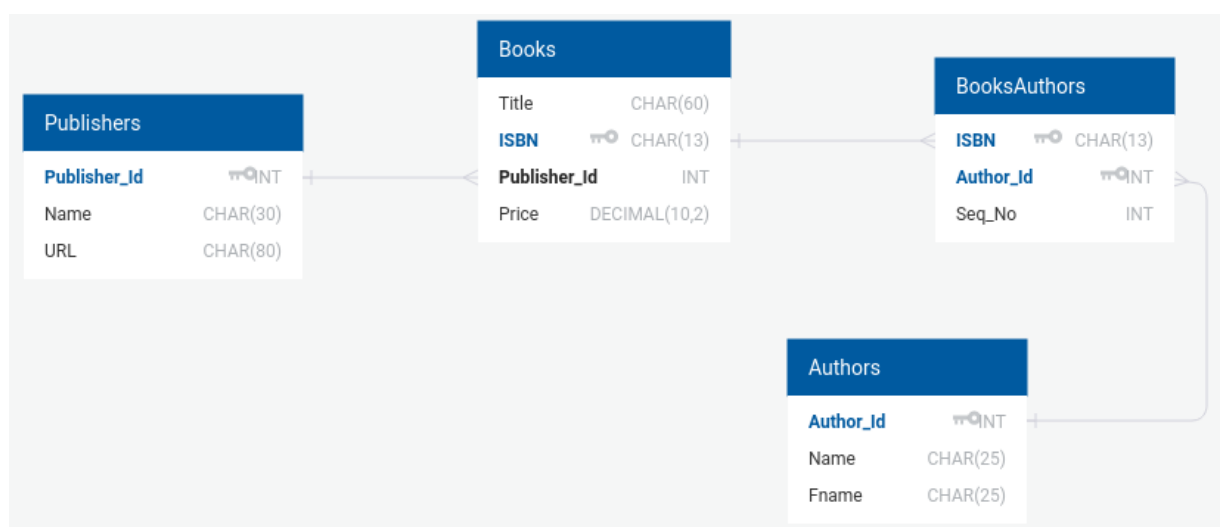 Publishers
Publisher_Id INT
Name CHAR(30)
URL CHAR(80)
Books
Title CHAR(60)
ISBN CHAR(13)
Publisher_Id INT
Price DECIMAL(10,2)
BooksAuthors
ISBN CHAR(13)
Author_Id INT
Seq_No INT
Authors
Author_Id INT
Name CHAR(25)
Fname CHAR(25)